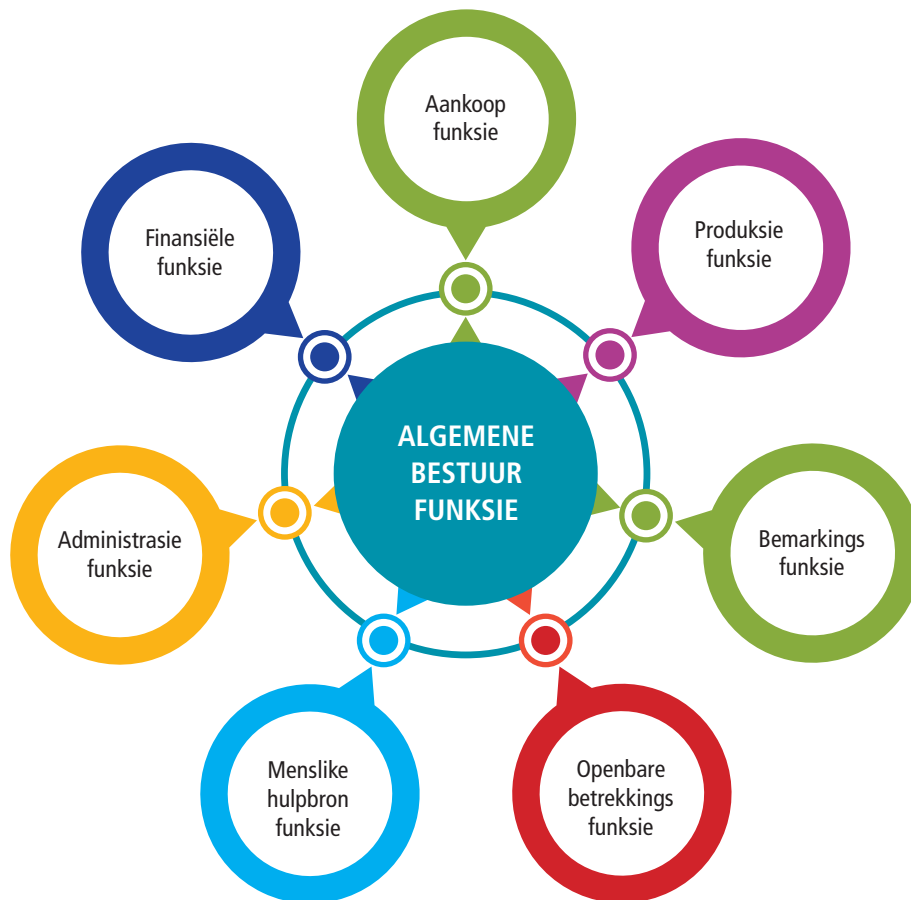 Aankoop
funksie
Finansiële
funksie
Produksie
funksie
ALGEMENE
BESTUUR
FUNKSIE
Administrasie
funksie
Bemarkings
funksie
Menslike
hulpbron
funksie
Openbare
betrekkings
funksie